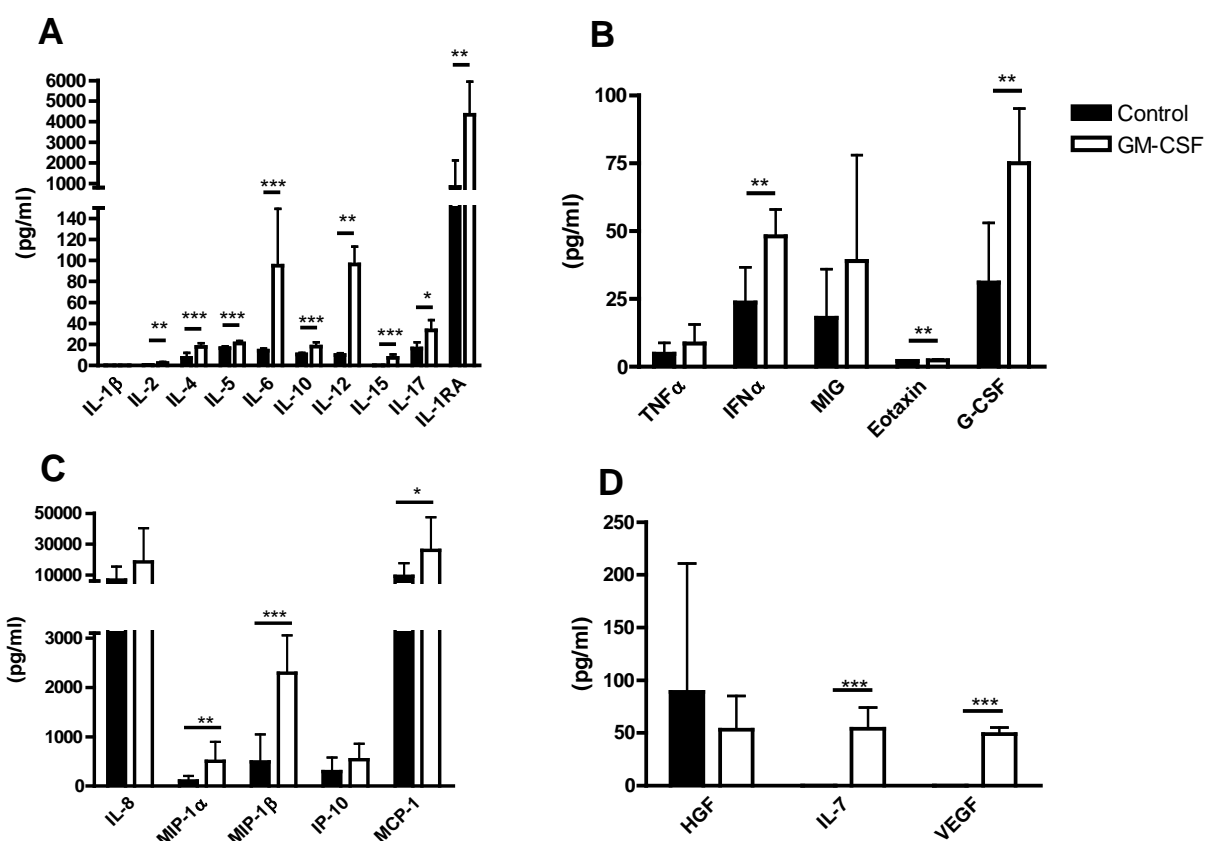 A
(pg/ml)
6000
5000
4000
3000
2000
1000
140
120
100
80
60
40
20
0
** *** *** *** *** ** *** * **
IL-1β IL-2 IL-4 IL-5 IL-6 IL-10 IL-12 IL-15 IL-17 IL-1RA
B
(pg/ml)
100
75
50
25
0
** ** **
TNFα IFNα MIG Eotaxin G-CSF
Control
GM-CSF
C
(pg/ml)
50000
30000
10000
3000
2000
1000
0
** *** *
IL-8 MIP-1α MIP-1β IP-10 MCP-1
D
(pg/ml)
250
200
150
100
50
0
*** ***
HGF IL-7 VEGF